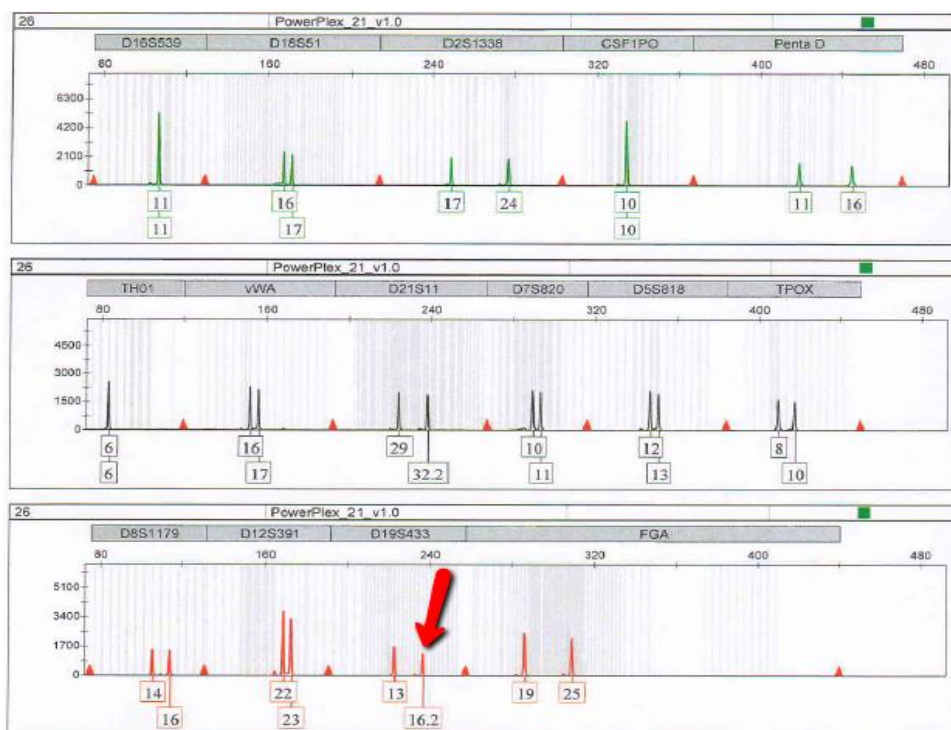 26 PowerPlex_21_v1.0
D16S539 D18S51 D2S1338 CSF1PO Penta D
80 160 240 320 400 480
6300
4200
2100
0
11 16 17 24 10 11 16
11 17 10
26 PowerPlex_21_v1.0
TH01 vWA D21S11 D7S820 D5S818 TPOX
80 160 240 320 400 480
4500
3000
1500
0
6 16 29 10 12 8
6 17 32.2 11 13 10
26 PowerPlex_21_v1.0
D8S1179 D12S391 D19S433 FGA
80 160 240 320 400 480
5100
3400
1700
0
14 22 13 19 25
16 23 16.2